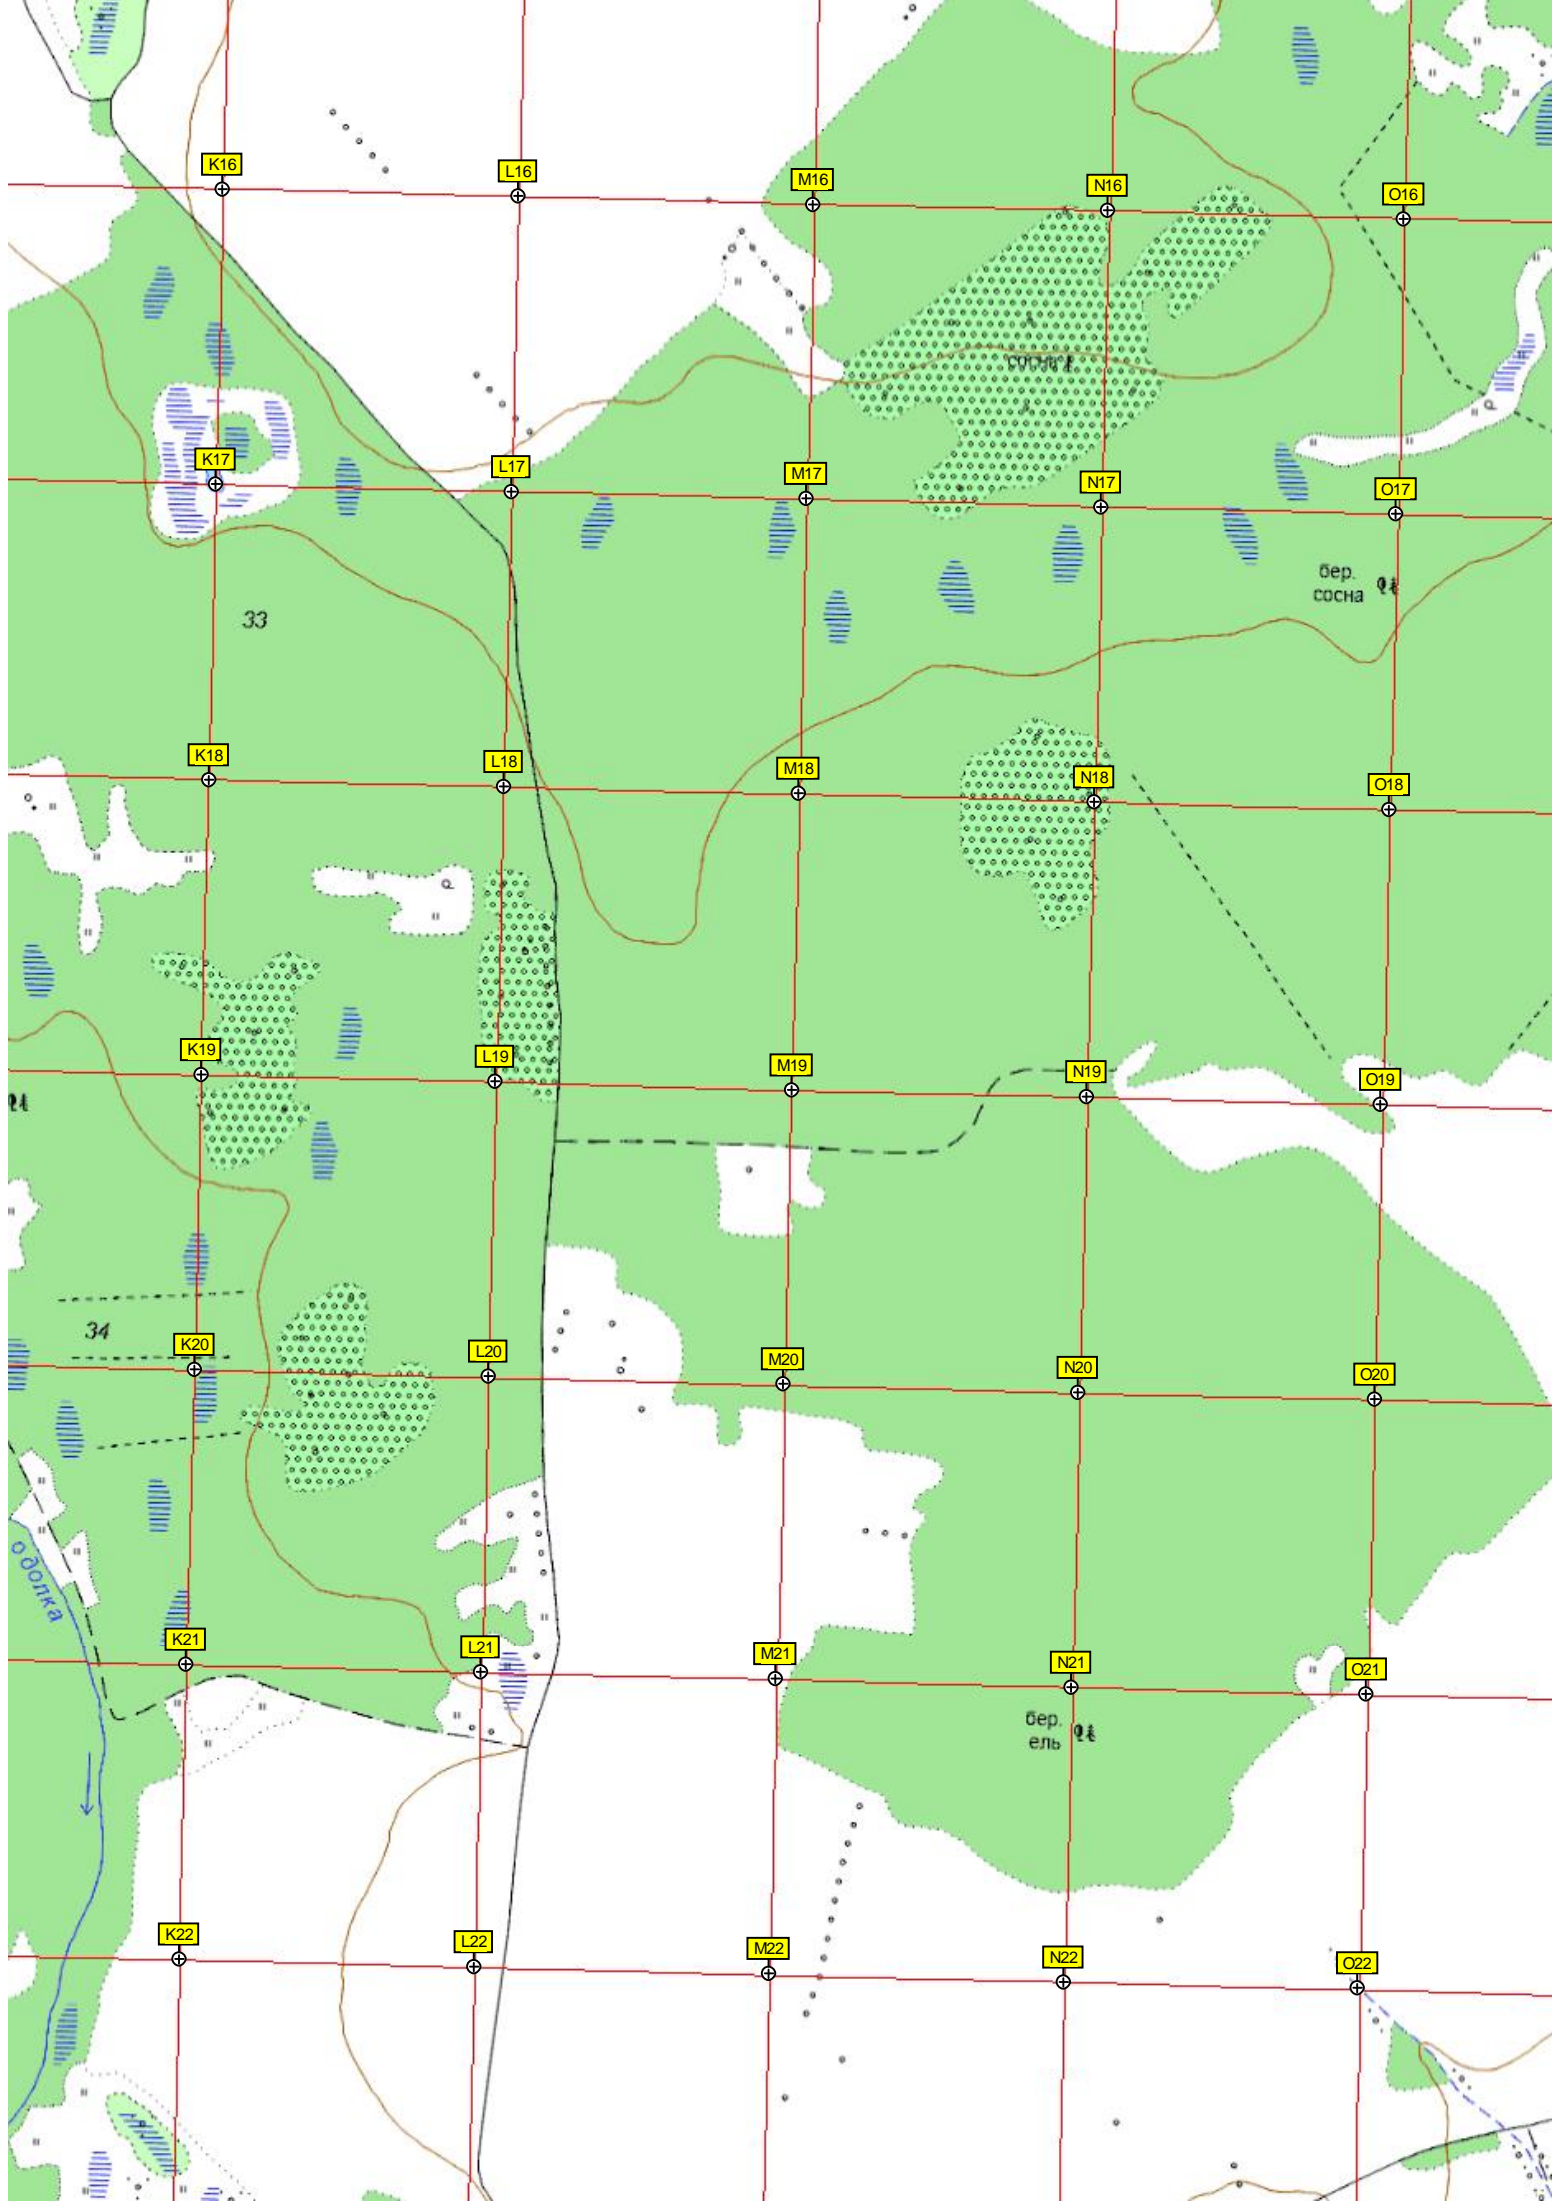 K16
L16
M16
N16
O16
сосна
K17
L17
M17
N17
O17
бер.
сосна
33
K18
L18
M18
N18
O18
K19
L19
M19
N19
O19
34
K20
L20
M20
N20
O20
одолка
K21
L21
M21
N21
O21
бер.
ель
K22
L22
M22
N22
O22